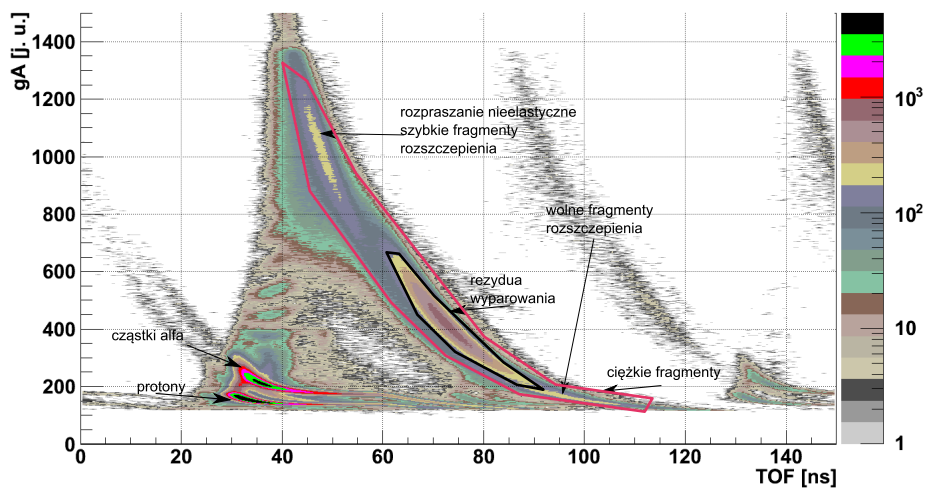 gA [j. u.]
1400
1200
1000
800
600
400
200
0
rozpraszanie nieelastyczne
szybkie fragmenty
rozszczepienia
wolne fragmenty
rozszczepienia
rezydua
wyparowania
cząstki alfa
protony
ciężkie fragmenty
0 20 40 60 80 100 120 140
TOF [ns]
10³
10²
10
1